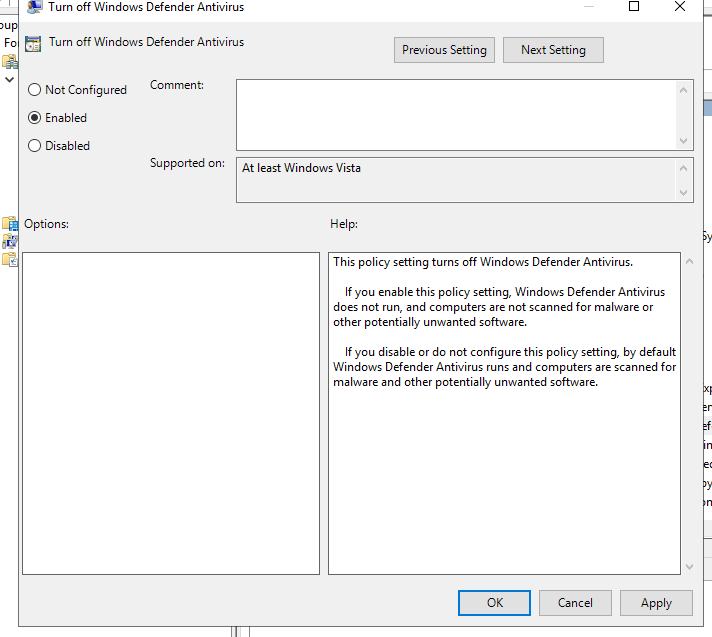 Turn off Windows Defender Antivirus
Turn off Windows Defender Antivirus
Previous Setting
Next Setting
Not Configured
Enabled
Disabled
Comment:
Supported on:
At least Windows Vista
Options:
Help:
This policy setting turns off Windows Defender Antivirus.
If you enable this policy setting, Windows Defender Antivirus
does not run, and computers are not scanned for malware or
other potentially unwanted software.
If you disable or do not configure this policy setting, by default
Windows Defender Antivirus runs and computers are scanned for
malware and other potentially unwanted software.
OK
Cancel
Apply